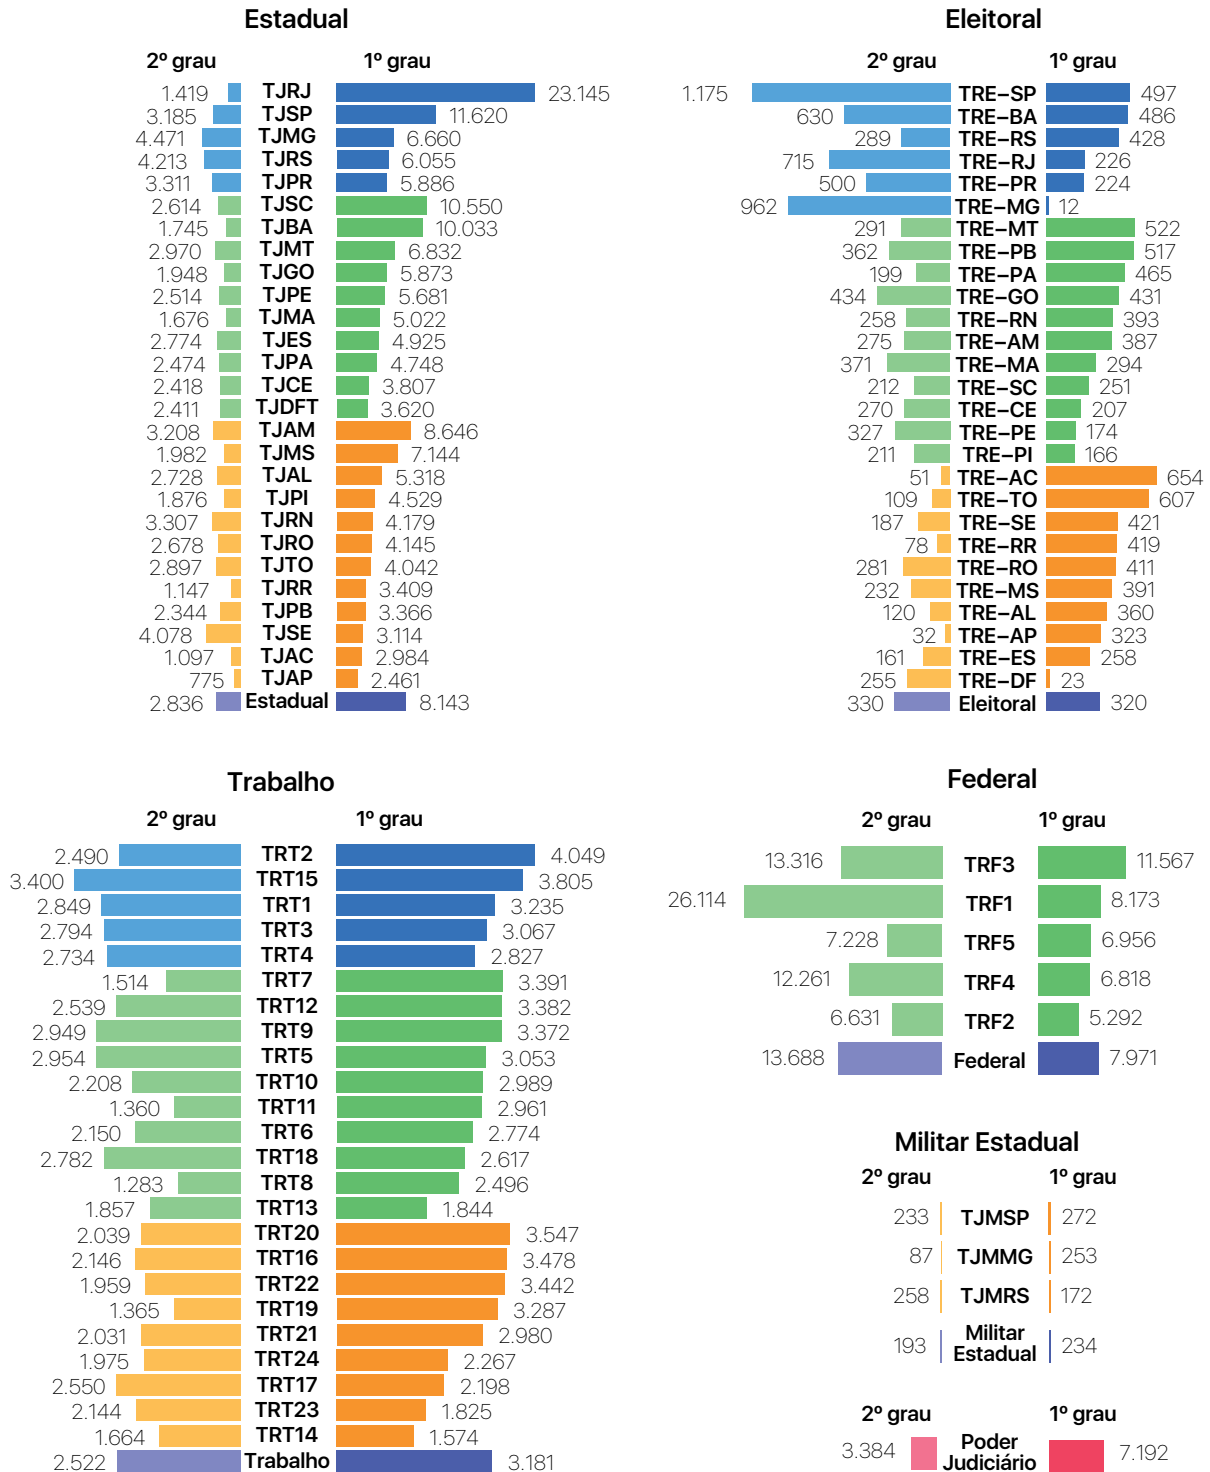 Estadual
2º grau 1º grau
1.419 TJRJ 23.145
3.185 TJSP 11.620
4.471 TJMG 6.660
4.213 TJRS 6.055
3.311 TJPR 5.886
2.614 TJSC 10.550
1.745 TJBA 10.033
2.970 TJMT 6.832
1.948 TJGO 5.873
2.514 TJPE 5.681
1.676 TJMA 5.022
2.774 TJES 4.925
2.474 TJPA 4.748
2.418 TJCE 3.807
2.411 TJDFT 3.620
3.208 TJAM 8.646
1.982 TJMS 7.144
2.728 TJAL 5.318
1.876 TJPI 4.529
3.307 TJRN 4.179
2.678 TJRO 4.145
2.897 TJTO 4.042
1.147 TJRR 3.409
2.344 TJPB 3.366
4.078 TJSE 3.114
1.097 TJAC 2.984
775 TJAP 2.461
2.836 Estadual 8.143
Eleitoral
2º grau 1º grau
1.175 TRE-SP 497
630 TRE-BA 486
289 TRE-RS 428
715 TRE-RJ 226
500 TRE-PR 224
962 TRE-MG 12
291 TRE-MT 522
362 TRE-PB 517
199 TRE-PA 465
434 TRE-GO 431
258 TRE-RN 393
275 TRE-AM 387
371 TRE-MA 294
212 TRE-SC 251
270 TRE-CE 207
327 TRE-PE 174
211 TRE-PI 166
51 TRE-AC 654
109 TRE-TO 607
187 TRE-SE 421
78 TRE-RR 419
281 TRE-RO 411
232 TRE-MS 391
120 TRE-AL 360
32 TRE-AP 323
161 TRE-ES 258
255 TRE-DF 23
330 Eleitoral 320
Trabalho
2º grau 1º grau
2.490 TRT2 4.049
3.400 TRT15 3.805
2.849 TRT1 3.235
2.794 TRT3 3.067
2.734 TRT4 2.827
1.514 TRT7 3.391
2.539 TRT12 3.382
2.949 TRT9 3.372
2.954 TRT5 3.053
2.208 TRT10 2.989
1.360 TRT11 2.961
2.150 TRT6 2.774
2.782 TRT18 2.617
1.283 TRT8 2.496
1.857 TRT13 1.844
2.039 TRT20 3.547
2.146 TRT16 3.478
1.959 TRT22 3.442
1.365 TRT19 3.287
2.031 TRT21 2.980
1.975 TRT24 2.267
2.550 TRT17 2.198
2.144 TRT23 1.825
1.664 TRT14 1.574
2.522 Trabalho 3.181
Federal
2º grau 1º grau
13.316 TRF3 11.567
26.114 TRF1 8.173
7.228 TRF5 6.956
12.261 TRF4 6.818
6.631 TRF2 5.292
13.688 Federal 7.971
Militar Estadual
2º grau 1º grau
233 TJMSP 272
87 TJMMG 253
258 TJMRS 172
193 Militar Estadual 234
2º grau 1º grau
3.384 Poder Judiciário 7.192